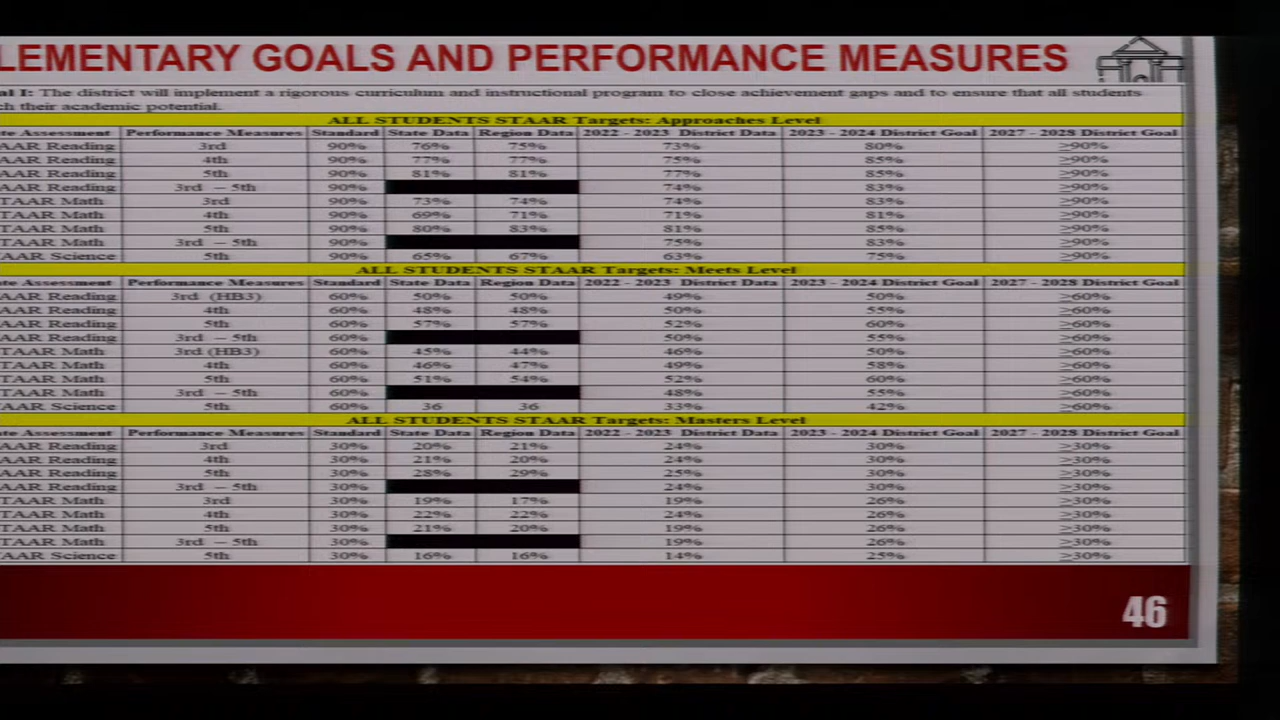 LEMENTARY GOALS AND PERFORMANCE MEASURES
al I: The district will implement a rigorous curriculum and instructional program to close achievement gaps and to ensure that all students
ch their academic potential.
ALL STUDENTS STAAR Targets: Approaches Level
te Assessment Performance Measures Standard State Data Region Data 2022 - 2023 District Data 2023 - 2024 District Goal 2027 - 2028 District Goal
AAR Reading 3rd 90% 76% 75% 73% 80% ≥90%
AAR Reading 4th 90% 77% 77% 75% 85% ≥90%
AAR Reading 5th 90% 81% 81% 77% 85% ≥90%
AAR Reading 3rd – 5th 90% 74% 83% ≥90%
TAAR Math 3rd 90% 73% 74% 74% 83% ≥90%
TAAR Math 4th 90% 69% 71% 71% 81% ≥90%
TAAR Math 5th 90% 80% 83% 81% 85% ≥90%
TAAR Math 3rd – 5th 90% 75% 83% ≥90%
TAAR Science 5th 90% 65% 67% 63% 75% ≥90%
ALL STUDENTS STAAR Targets: Meets Level
te Assessment Performance Measures Standard State Data Region Data 2022 - 2023 District Data 2023 - 2024 District Goal 2027 - 2028 District Goal
AAR Reading 3rd (HB3) 60% 50% 50% 49% 50% ≥60%
AAR Reading 4th 60% 48% 48% 50% 55% ≥60%
AAR Reading 5th 60% 57% 57% 52% 60% ≥60%
AAR Reading 3rd – 5th 60% 50% 55% ≥60%
TAAR Math 3rd (HB3) 60% 45% 44% 46% 50% ≥60%
TAAR Math 4th 60% 46% 47% 49% 58% ≥60%
TAAR Math 5th 60% 51% 54% 52% 60% ≥60%
TAAR Math 3rd – 5th 60% 48% 55% ≥60%
TAAR Science 5th 60% 36 36 33% 42% ≥60%
ALL STUDENTS STAAR Targets: Masters Level
te Assessment Performance Measures Standard State Data Region Data 2022 - 2023 District Data 2023 - 2024 District Goal 2027 - 2028 District Goal
AAR Reading 3rd 30% 20% 21% 24% 30% ≥30%
AAR Reading 4th 30% 21% 20% 24% 30% ≥30%
AAR Reading 5th 30% 28% 29% 25% 30% ≥30%
AAR Reading 3rd – 5th 30% 24% 30% ≥30%
TAAR Math 3rd 30% 19% 17% 19% 26% ≥30%
TAAR Math 4th 30% 22% 22% 24% 26% ≥30%
TAAR Math 5th 30% 21% 20% 19% 26% ≥30%
TAAR Math 3rd – 5th 30% 19% 26% ≥30%
TAAR Science 5th 30% 16% 16% 14% 25% ≥30%
46